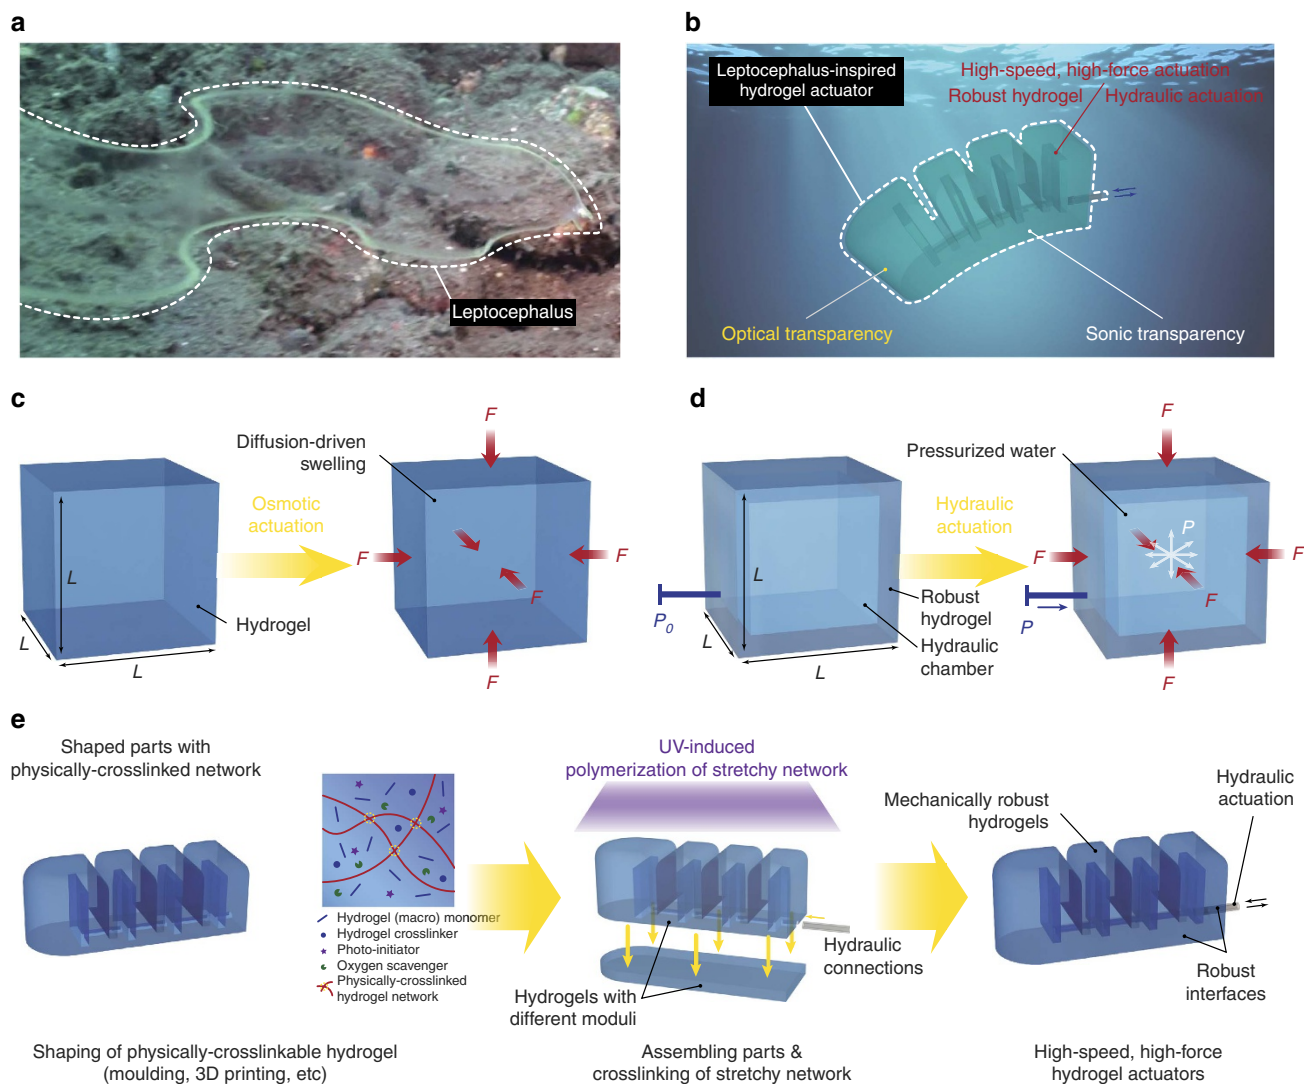 a
Leptocephalus
b
Leptocephalus-inspired
hydrogel actuator
High-speed, high-force actuation
Robust hydrogel Hydraulic actuation
Optical transparency
Sonic transparency
c
Diffusion-driven
swelling
Osmotic
actuation
Hydrogel
L
L
L
F
F
F
F
F
F
d
Pressurized water
Hydraulic
actuation
Robust
hydrogel
Hydraulic
chamber
L
L
L
P0
P
P
F
F
F
F
F
e
Shaped parts with
physically-crosslinked network
Hydrogel (macro) monomer
Hydrogel crosslinker
Photo-initiator
Oxygen scavenger
Physically-crosslinked
hydrogel network
Shaping of physically-crosslinkable hydrogel
(moulding, 3D printing, etc)
UV-induced
polymerization of stretchy network
Hydraulic
connections
Hydrogels with
different moduli
Assembling parts &
crosslinking of stretchy network
Mechanically robust
hydrogels
Hydraulic
actuation
Robust
interfaces
High-speed, high-force
hydrogel actuators